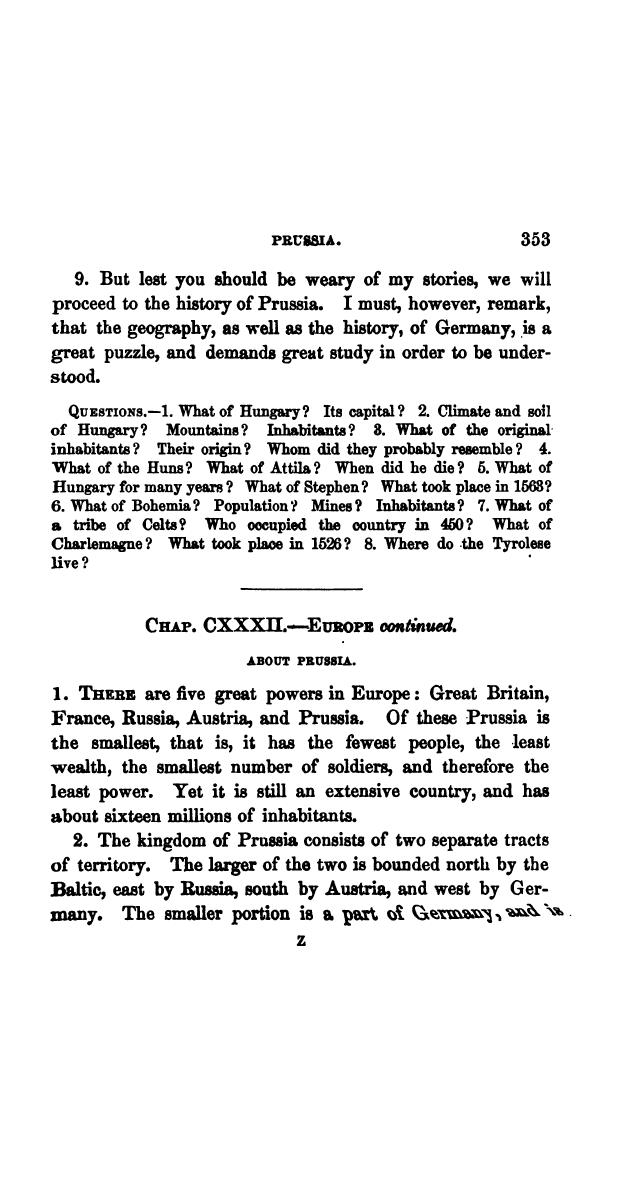 PRUSSIA. 353
9. But lest you should be weary of my stories, we will
proceed to the history of Prussia. I must, however, remark,
that the geography, as well as the history, of Germany, is a
great puzzle, and demands great study in order to be under-
stood.
QUESTIONS.—1. What of Hungary? Its capital? 2. Climate and soil
of Hungary? Mountains? Inhabitants? 3. What of the original
inhabitants? Their origin? Whom did they probably resemble? 4.
What of the Huns? What of Attila? When did he die? 5. What of
Hungary for many years? What of Stephen? What took place in 1563?
6. What of Bohemia? Population? Mines? Inhabitants? 7. What of
a tribe of Celts? Who occupied the country in 450? What of
Charlemagne? What took place in 1526? 8. Where do the Tyrolese
live?
CHAP. CXXXII.—EUROPE continued.
ABOUT PRUSSIA.
1. THERE are five great powers in Europe: Great Britain,
France, Russia, Austria, and Prussia. Of these Prussia is
the smallest, that is, it has the fewest people, the least
wealth, the smallest number of soldiers, and therefore the
least power. Yet it is still an extensive country, and has
about sixteen millions of inhabitants.
2. The kingdom of Prussia consists of two separate tracts
of territory. The larger of the two is bounded north by the
Baltic, east by Russia, south by Austria, and west by Ger-
many. The smaller portion is a part of Germany, and is
Z